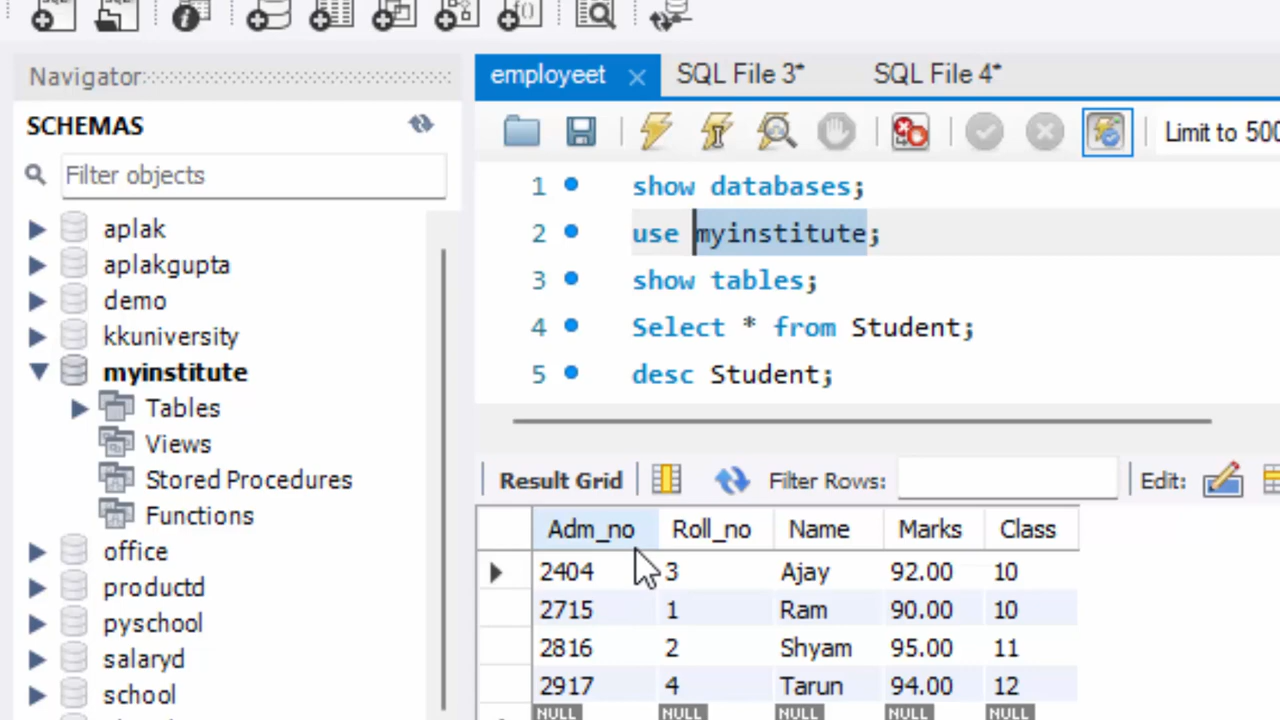 Navigator
SCHEMAS
Filter objects
aplak
aplakgupta
demo
kkuniversity
myinstitute
Tables
Views
Stored Procedures
Functions
office
productd
pyschool
salaryd
school
employeet SQL File 3* SQL File 4*
Limit to 500
1 show databases;
2 use myinstitute;
3 show tables;
4 Select * from Student;
5 desc Student;
Result Grid Filter Rows: Edit:
Adm_no Roll_no Name Marks Class
2404 3 Ajay 92.00 10
2715 1 Ram 90.00 10
2816 2 Shyam 95.00 11
2917 4 Tarun 94.00 12
NULL NULL NULL NULL NULL